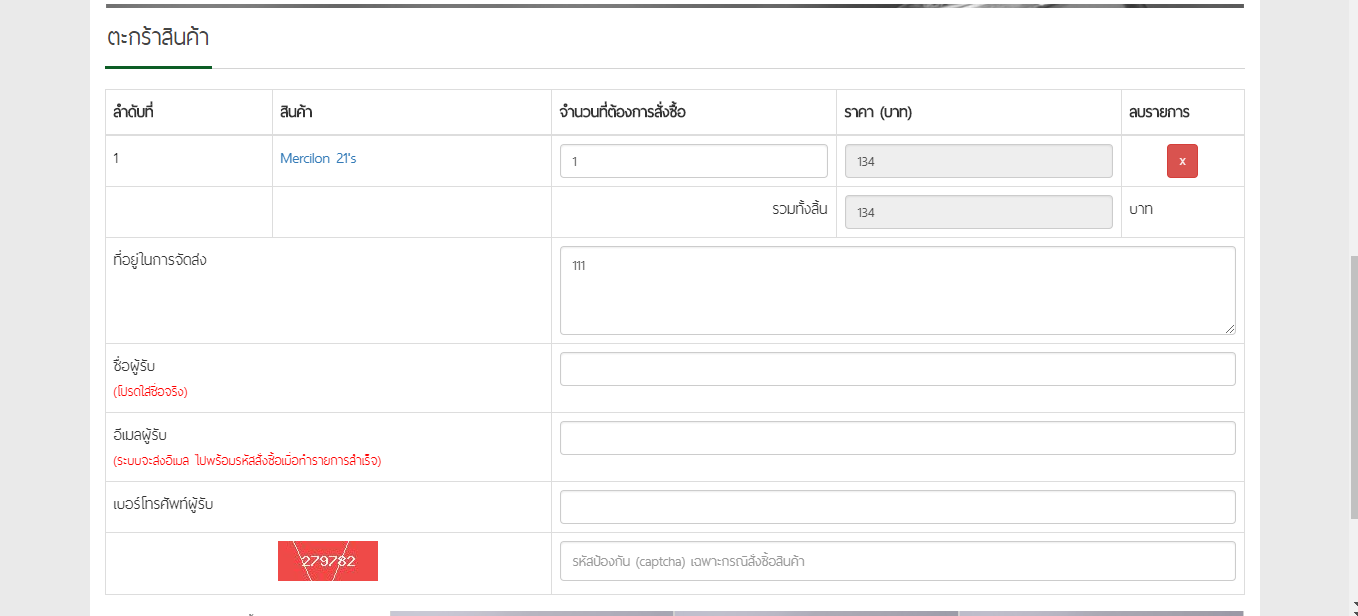 ตะกร้าสินค้า
ลำดับที่ สินค้า จำนวนที่ต้องการสั่งซื้อ ราคา (บาท) ลบรายการ
1 Mercilon 21's 1 134 x
รวมทั้งสิ้น 134 บาท
ที่อยู่ในการจัดส่ง 111
ชื่อผู้รับ
(โปรดใส่ชื่อจริง)
อีเมลผู้รับ
(ระบบจะส่งอีเมล ไปพร้อมรหัสสั่งซื้อเมื่อทำรายการสำเร็จ)
เบอร์โทรศัพท์ผู้รับ
279782 รหัสป้องกัน (captcha) เฉพาะกรณีสั่งซื้อสินค้า